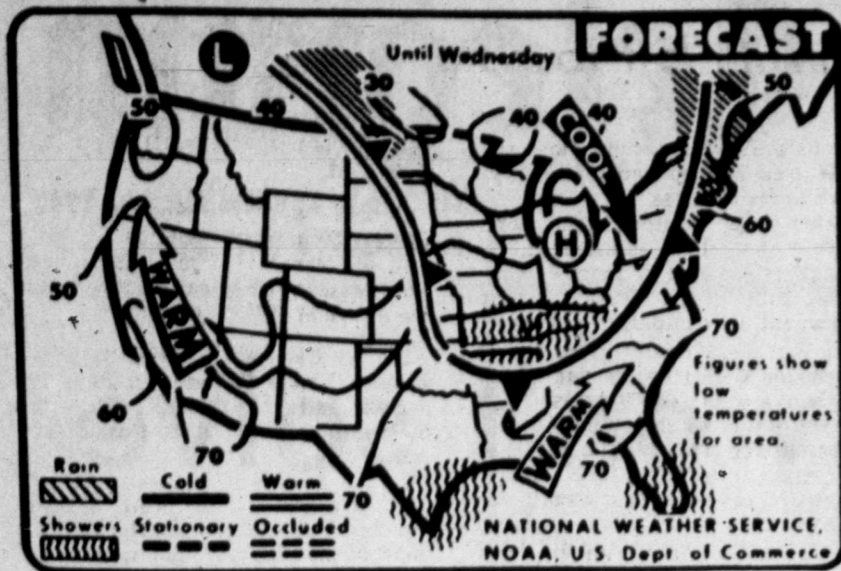 FORECAST
L
Until Wednesday
30
50
40
40
40
COOL
50
60
H
WARM
50
60
70
70
70
70
WARM
Figures show
low
temperatures
for area.
Rain
Cold
Warm
Showers
Stationary
Occluded
NATIONAL WEATHER SERVICE,
NOAA, U.S. Dept. of Commerce